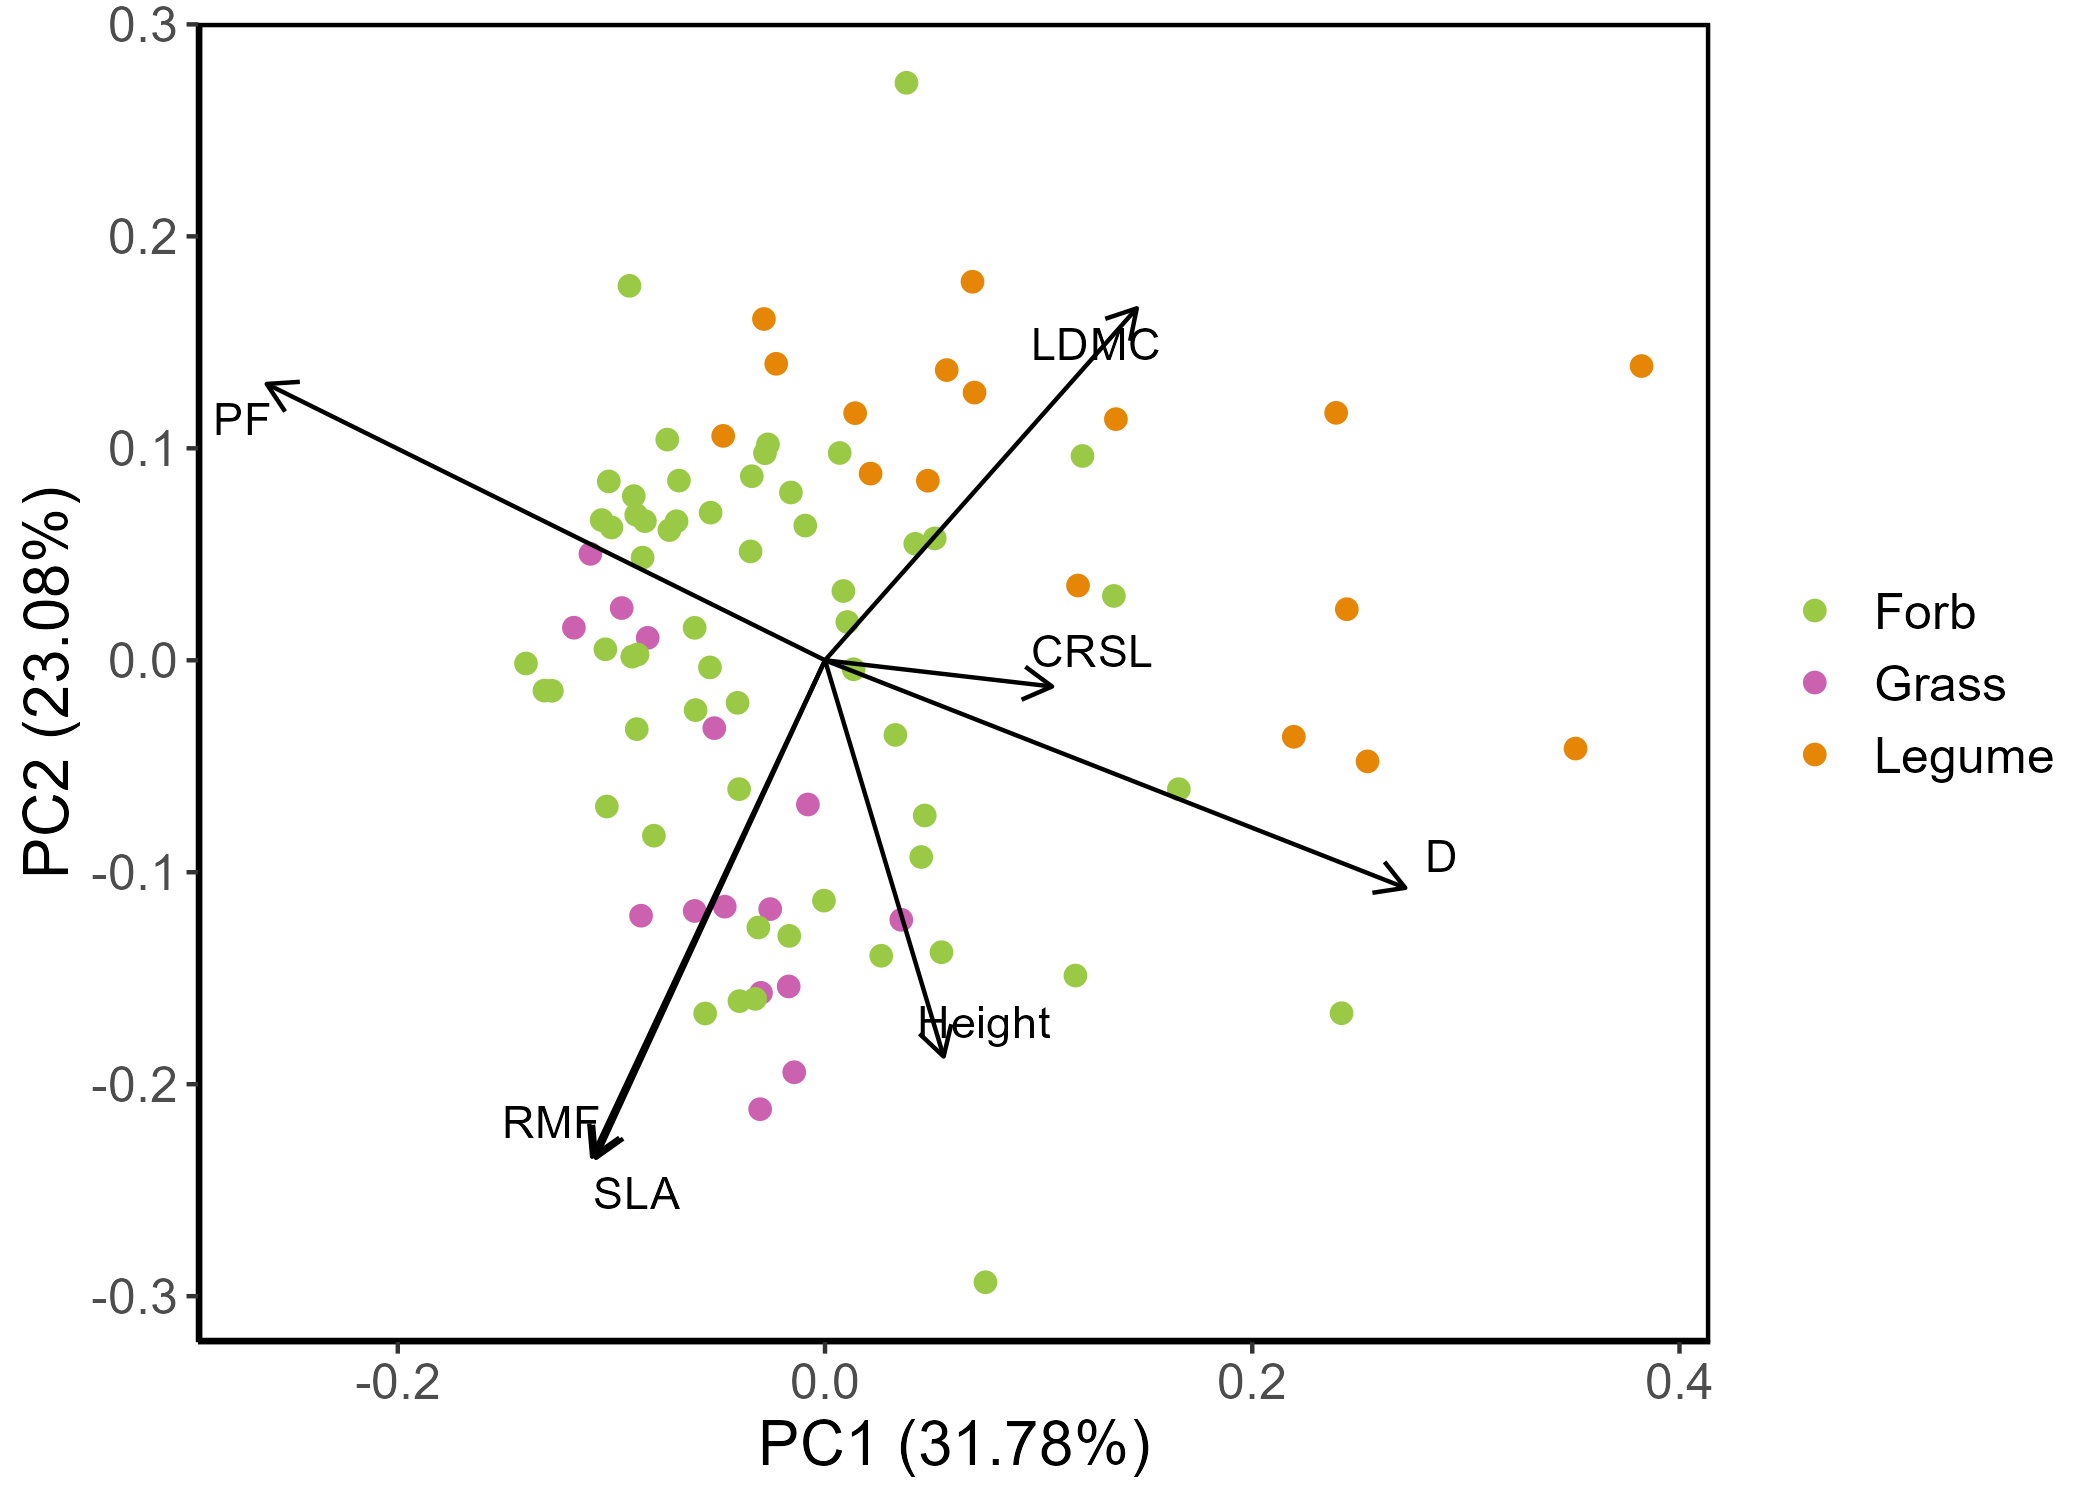 0.3
0.2
0.1
0.0
-0.1
-0.2
-0.3
PC2 (23.08%)
LDMC
PF
CRSL
D
Height
RMF
SLA
-0.2
0.0
0.2
0.4
PC1 (31.78%)
Forb
Grass
Legume